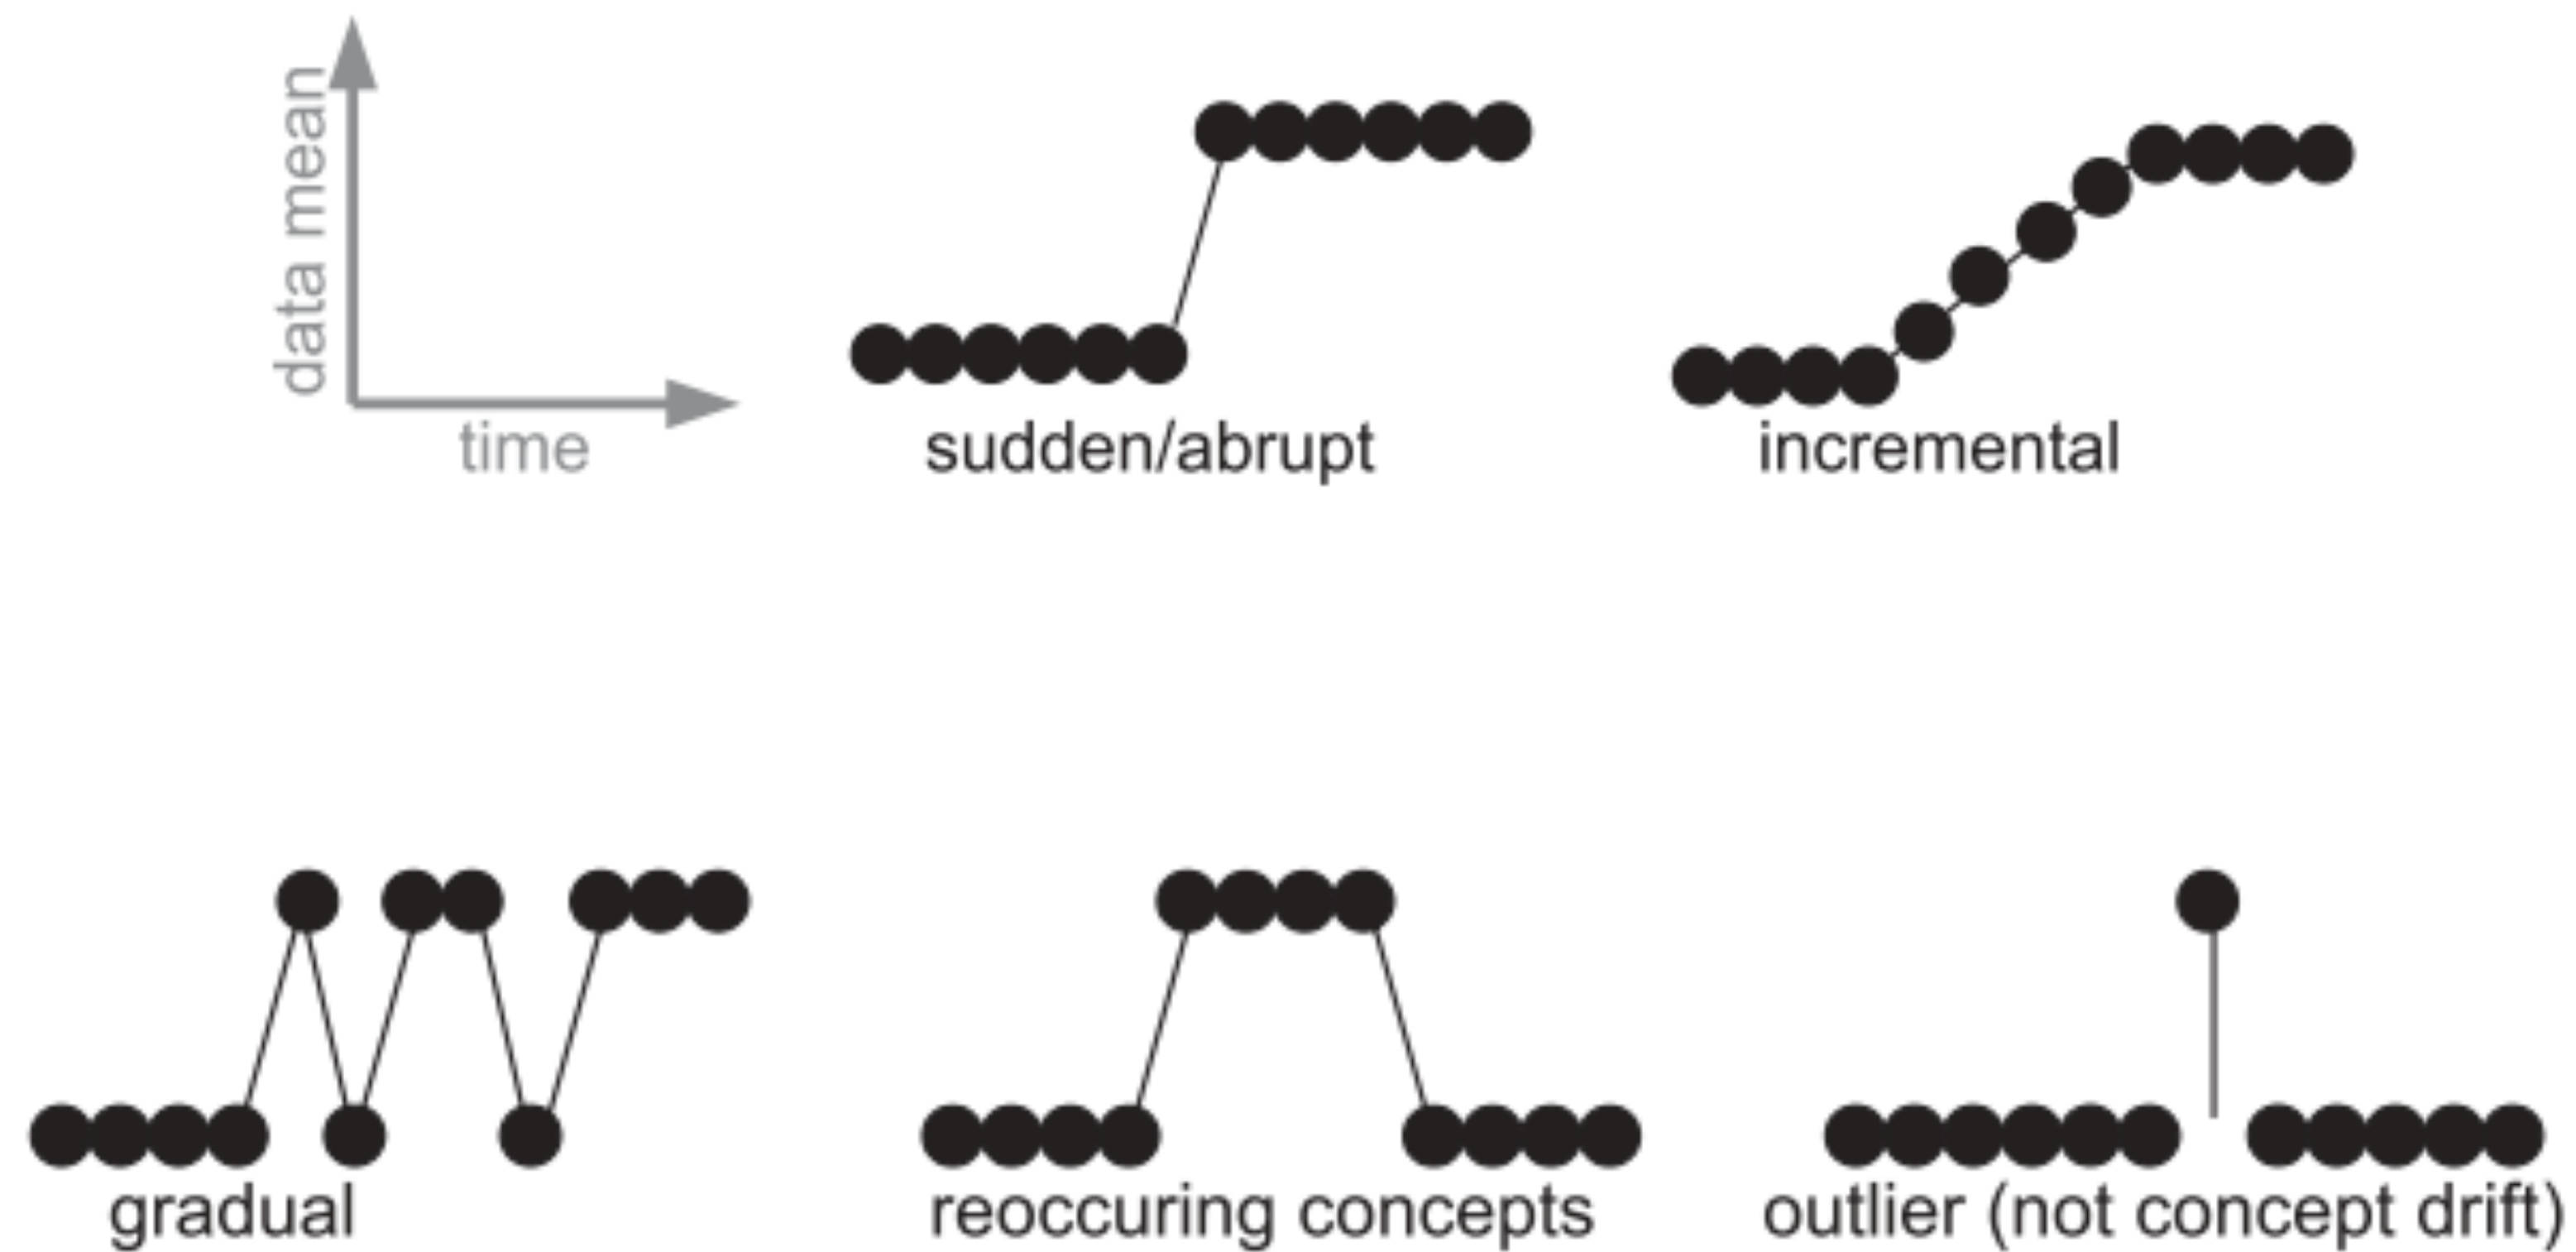 data mean
time
sudden/abrupt
incremental
gradual
reoccuring concepts
outlier (not concept drift)